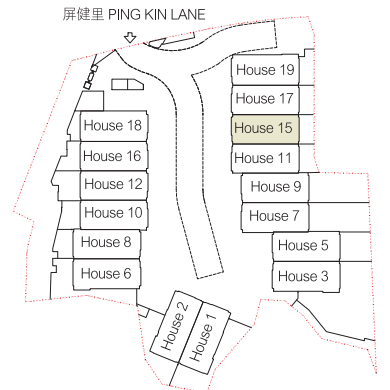 屏健里 PING KIN LANE
House 19
House 17
House 15
House 11
House 9
House 7
House 5
House 3
House 18
House 16
House 12
House 10
House 8
House 6
House 2
House 1